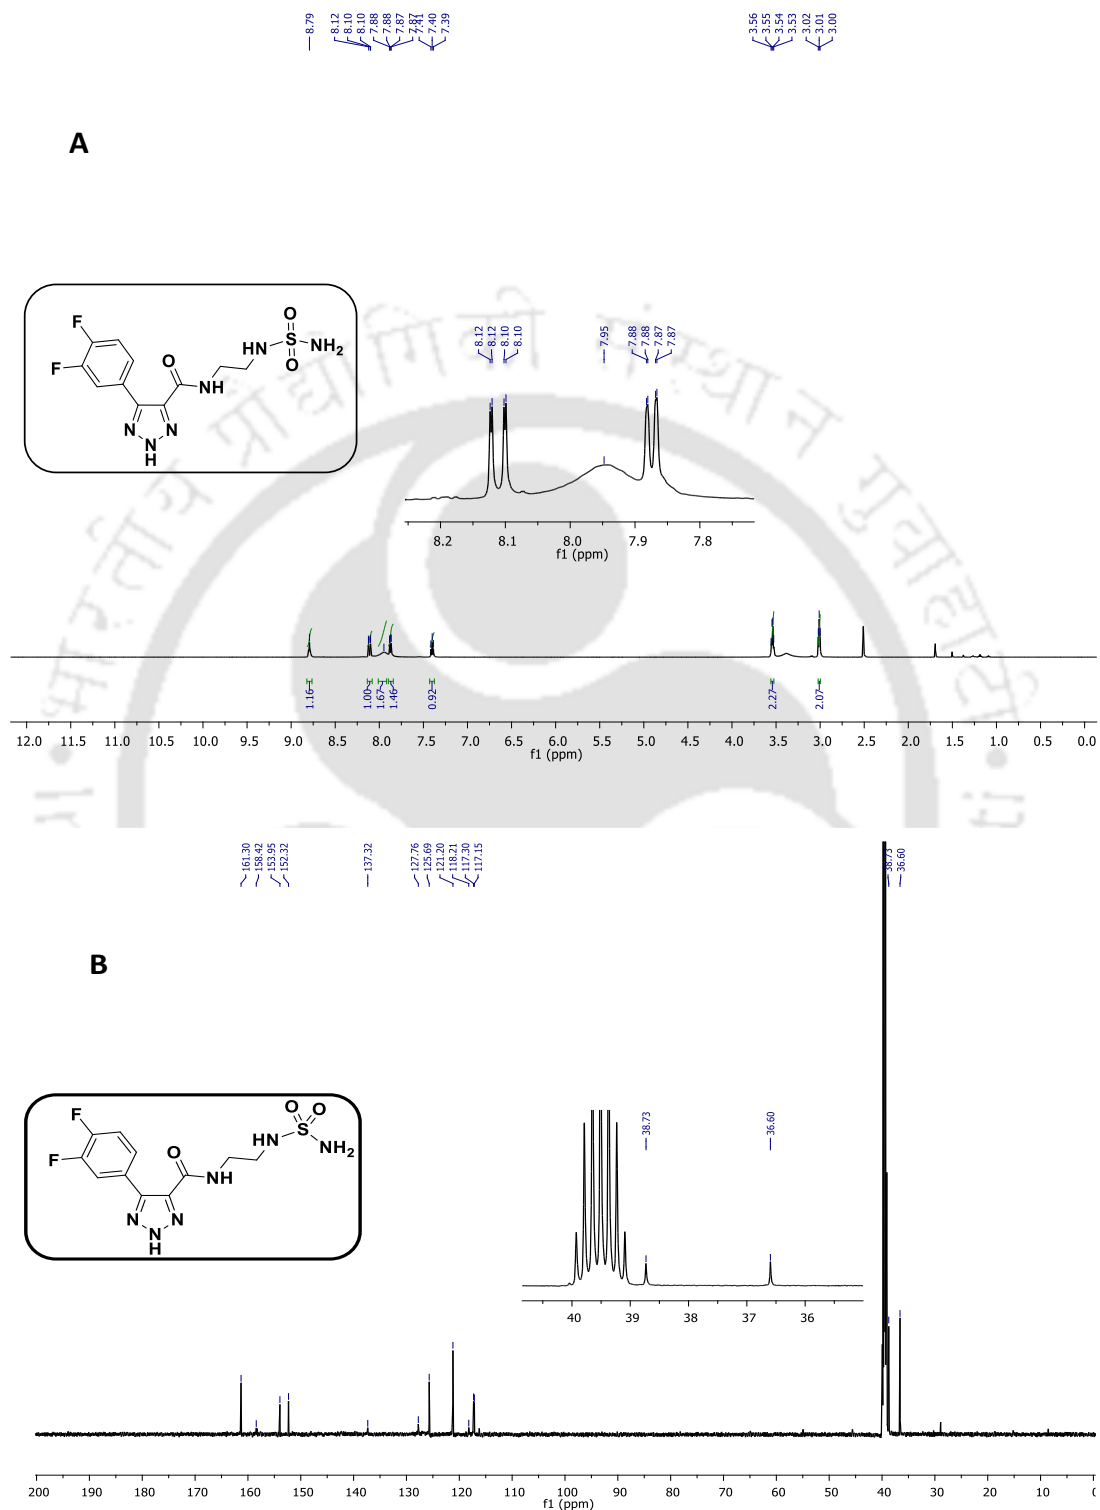 8.79 8.12 8.10 8.10 7.88 7.88 7.87 7.87 7.41 7.40 7.39 3.56 3.55 3.54 3.53 3.02 3.01 3.00
A
F
F
O
NH
HN
O
S
O
NH2
N
N
N
H
8.12 8.12 8.10 8.10 7.95 7.88 7.88 7.87 7.87
8.2 8.1 8.0 7.9 7.8
f1 (ppm)
1.16 1.00 1.67 1.46 0.92 2.27 2.07
12.0 11.5 11.0 10.5 10.0 9.5 9.0 8.5 8.0 7.5 7.0 6.5 6.0 5.5 5.0 4.5 4.0 3.5 3.0 2.5 2.0 1.5 1.0 0.5 0.0
f1 (ppm)
161.30 158.42 153.95 152.32 137.32 127.76 125.69 121.20 118.21 117.30 117.15 38.73 36.60
B
F
F
O
NH
HN
O
O
S
NH2
N
N
N
H
38.73 36.60
40 39 38 37 36
200 190 180 170 160 150 140 130 120 110 100 90 80 70 60 50 40 30 20 10 0
f1 (ppm)